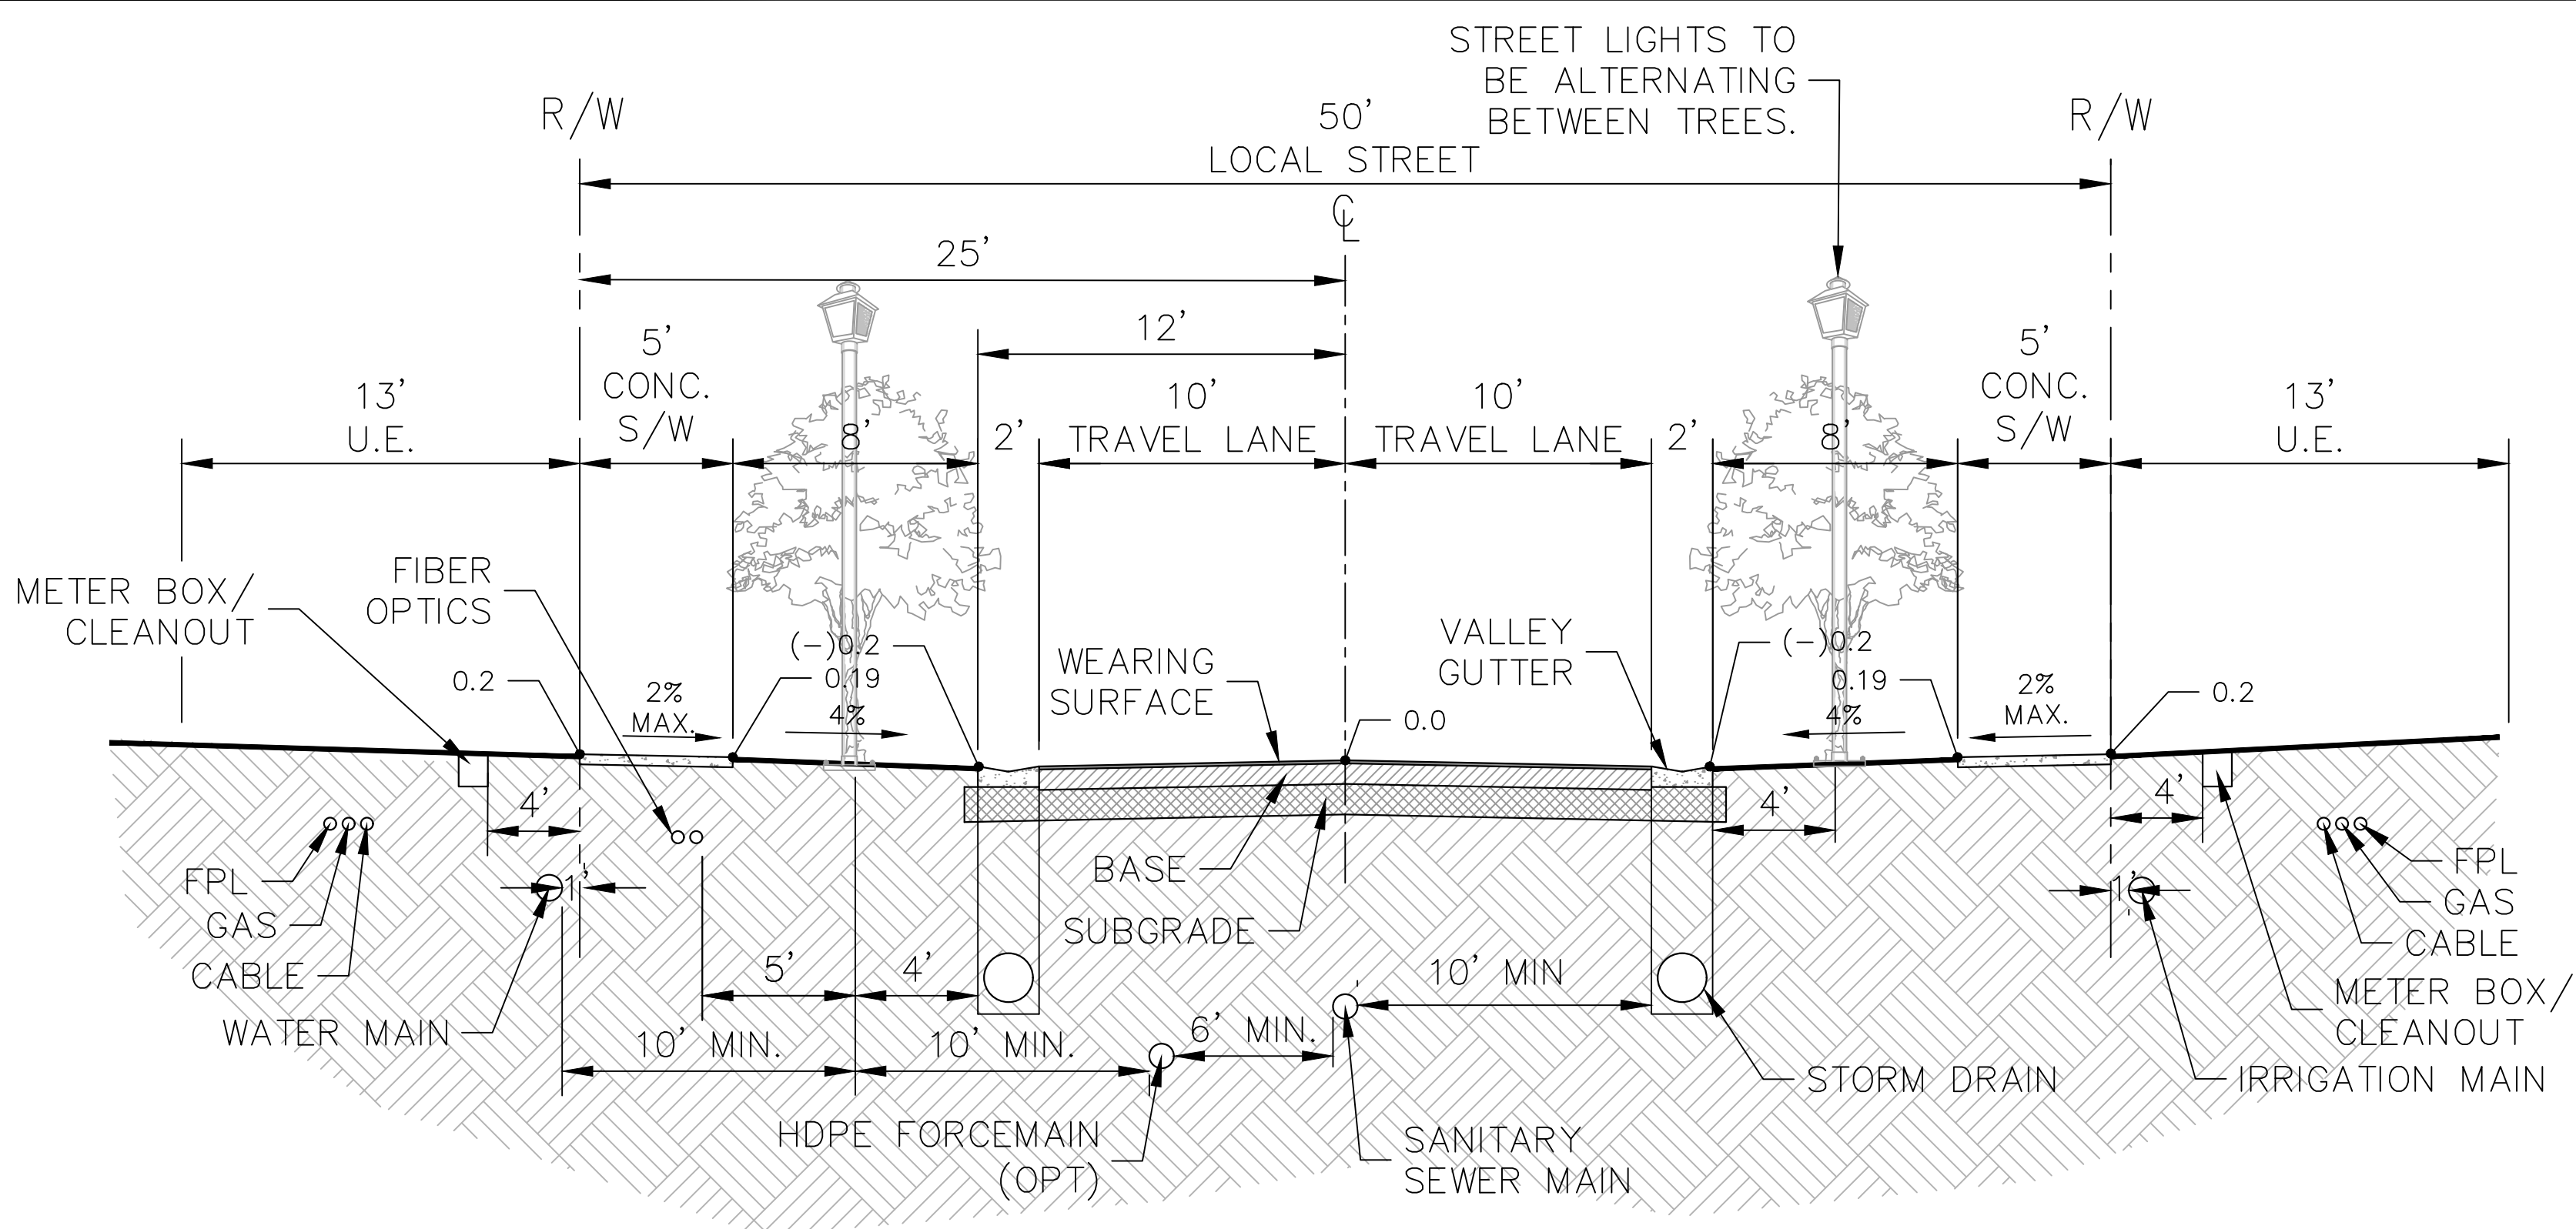 STREET LIGHTS TO
BE ALTERNATING
BETWEEN TREES.
R/W
50'
LOCAL STREET
R/W
℄
25'
12'
13'
U.E.
5'
CONC.
S/W
8'
2'
10'
TRAVEL LANE
10'
TRAVEL LANE
2'
8'
5'
CONC.
S/W
13'
U.E.
METER BOX/
CLEANOUT
FIBER
OPTICS
0.2
2%
MAX.
(-)0.2
0.19
4%
WEARING
SURFACE
0.0
VALLEY
GUTTER
(-)0.2
0.19
4%
2%
MAX.
0.2
4'
4'
4'
FPL
GAS
CABLE
WATER MAIN
1'
BASE
SUBGRADE
1'
FPL
GAS
CABLE
METER BOX/
CLEANOUT
IRRIGATION MAIN
5'
4'
10' MIN
10' MIN.
10' MIN.
6' MIN.
STORM DRAIN
HDPE FORCEMAIN
(OPT)
SANITARY
SEWER MAIN